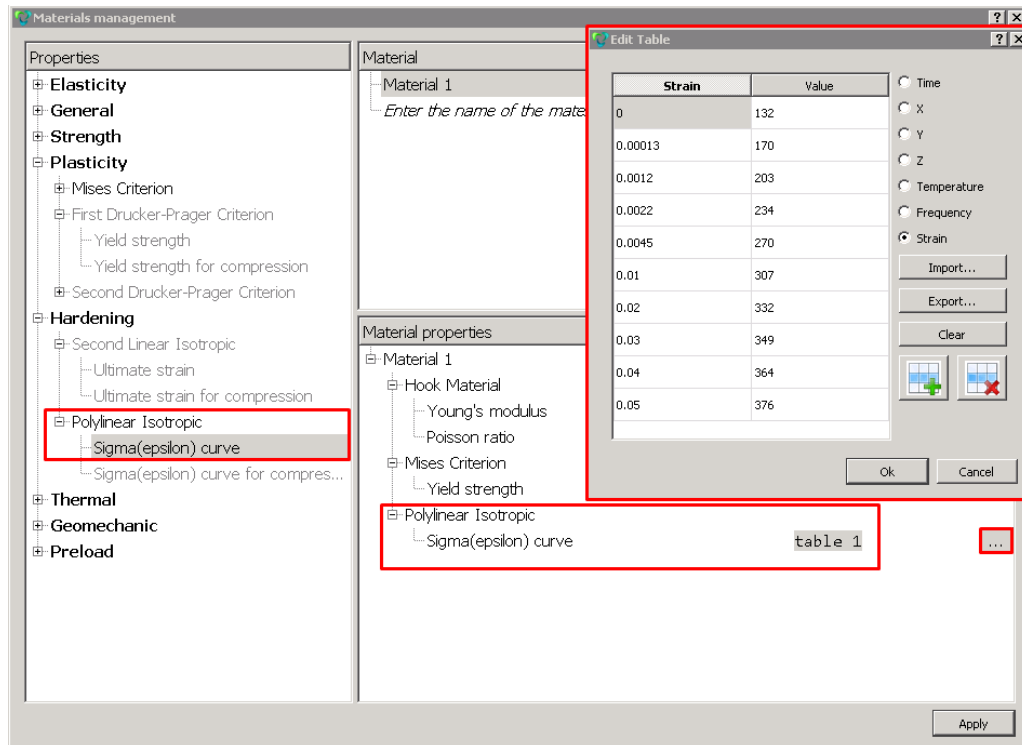 Materials management
Properties
Elasticity
General
Strength
Plasticity
Mises Criterion
First Drucker-Prager Criterion
Yield strength
Yield strength for compression
Second Drucker-Prager Criterion
Hardening
Second Linear Isotropic
Ultimate strain
Ultimate strain for compression
Polylinear Isotropic
Sigma(epsilon) curve
Sigma(epsilon) curve for compres...
Thermal
Geomechanic
Preload
Material
Material 1
Enter the name of the mate
Material properties
Material 1
Hook Material
Young's modulus
Poisson ratio
Mises Criterion
Yield strength
Polylinear Isotropic
Sigma(epsilon) curve table 1 ...
Apply
Edit Table
Strain Value
0 132
0.00013 170
0.0012 203
0.0022 234
0.0045 270
0.01 307
0.02 332
0.03 349
0.04 364
0.05 376
Time
X
Y
Z
Temperature
Frequency
Strain
Import...
Export...
Clear
Ok Cancel